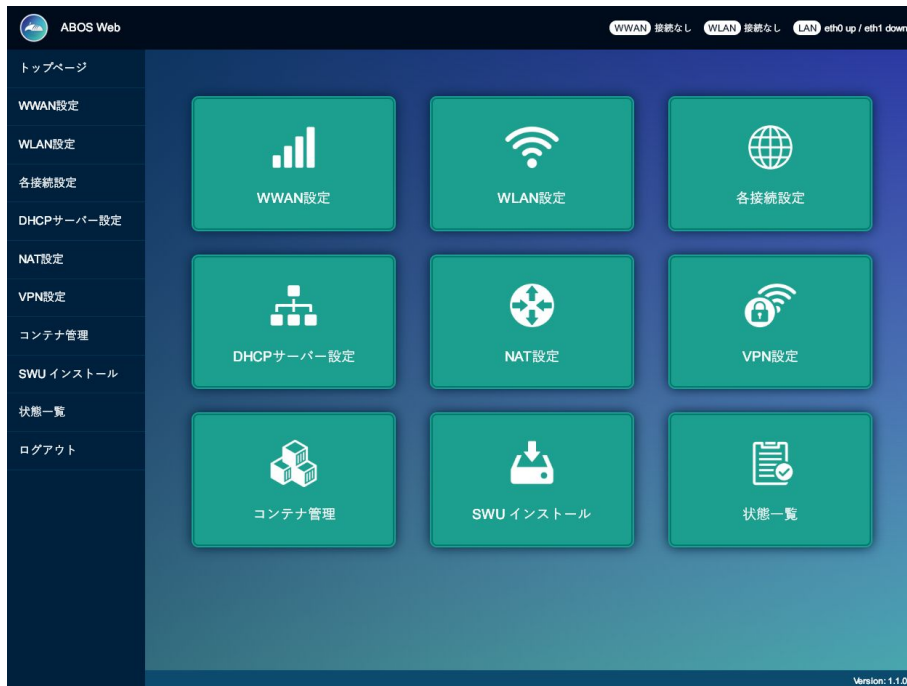 ABOS Web
WWAN 接続なし WLAN 接続なし LAN eth0 up / eth1 down
トップページ
WWAN設定
WLAN設定
各接続設定
DHCPサーバー設定
NAT設定
VPN設定
コンテナ管理
SWU インストール
状態一覧
ログアウト
WWAN設定
WLAN設定
各接続設定
DHCPサーバー設定
NAT設定
VPN設定
コンテナ管理
SWU インストール
状態一覧
Version: 1.1.0